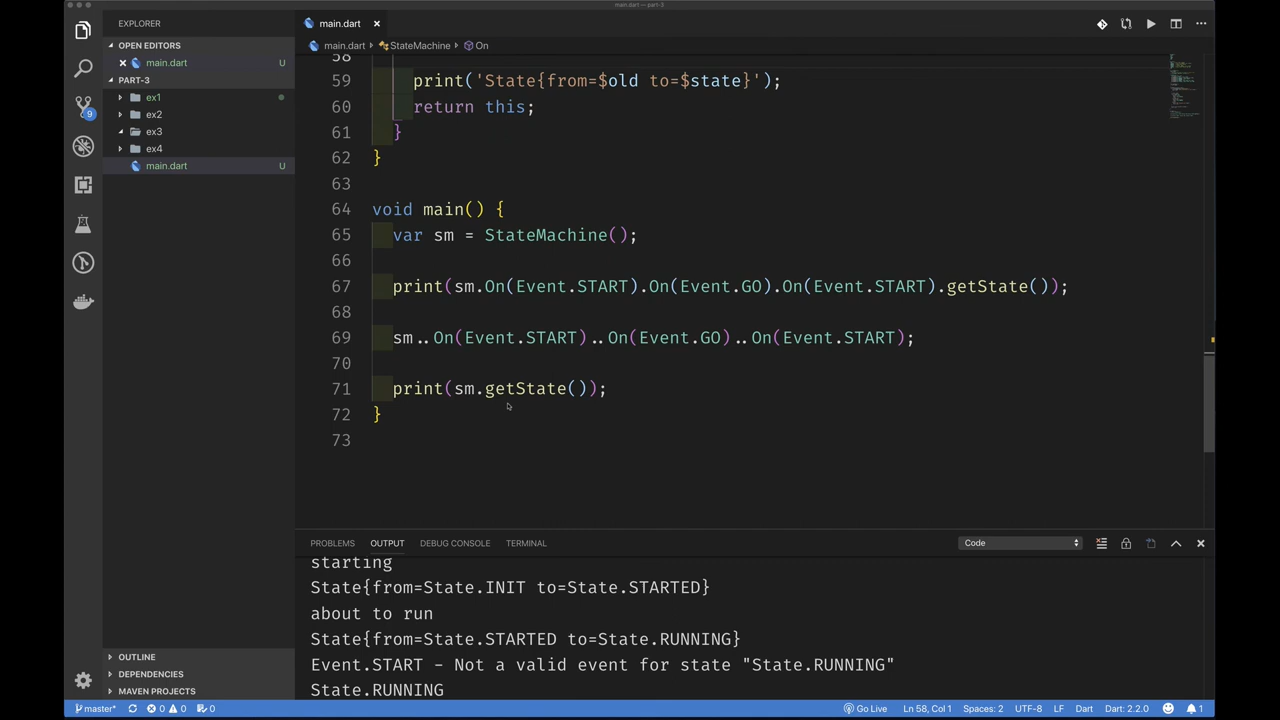 main.dart — part-3
EXPLORER
main.dart
OPEN EDITORS
main.dart U
PART-3
ex1
ex2
ex3
ex4
main.dart U
9
main.dart StateMachine On
58
59 print('State{from=$old to=$state}');
60 return this;
61 }
62 }
63
64 void main() {
65 var sm = StateMachine();
66
67 print(sm.On(Event.START).On(Event.GO).On(Event.START).getState());
68
69 sm..On(Event.START)..On(Event.GO)..On(Event.START);
70
71 print(sm.getState());
72 }
73
PROBLEMS OUTPUT DEBUG CONSOLE TERMINAL Code
starting
State{from=State.INIT to=State.STARTED}
about to run
State{from=State.STARTED to=State.RUNNING}
Event.START - Not a valid event for state "State.RUNNING"
State.RUNNING
OUTLINE
DEPENDENCIES
MAVEN PROJECTS
master* 0 0 0 Go Live Ln 58, Col 1 Spaces: 2 UTF-8 LF Dart Dart: 2.2.0 1